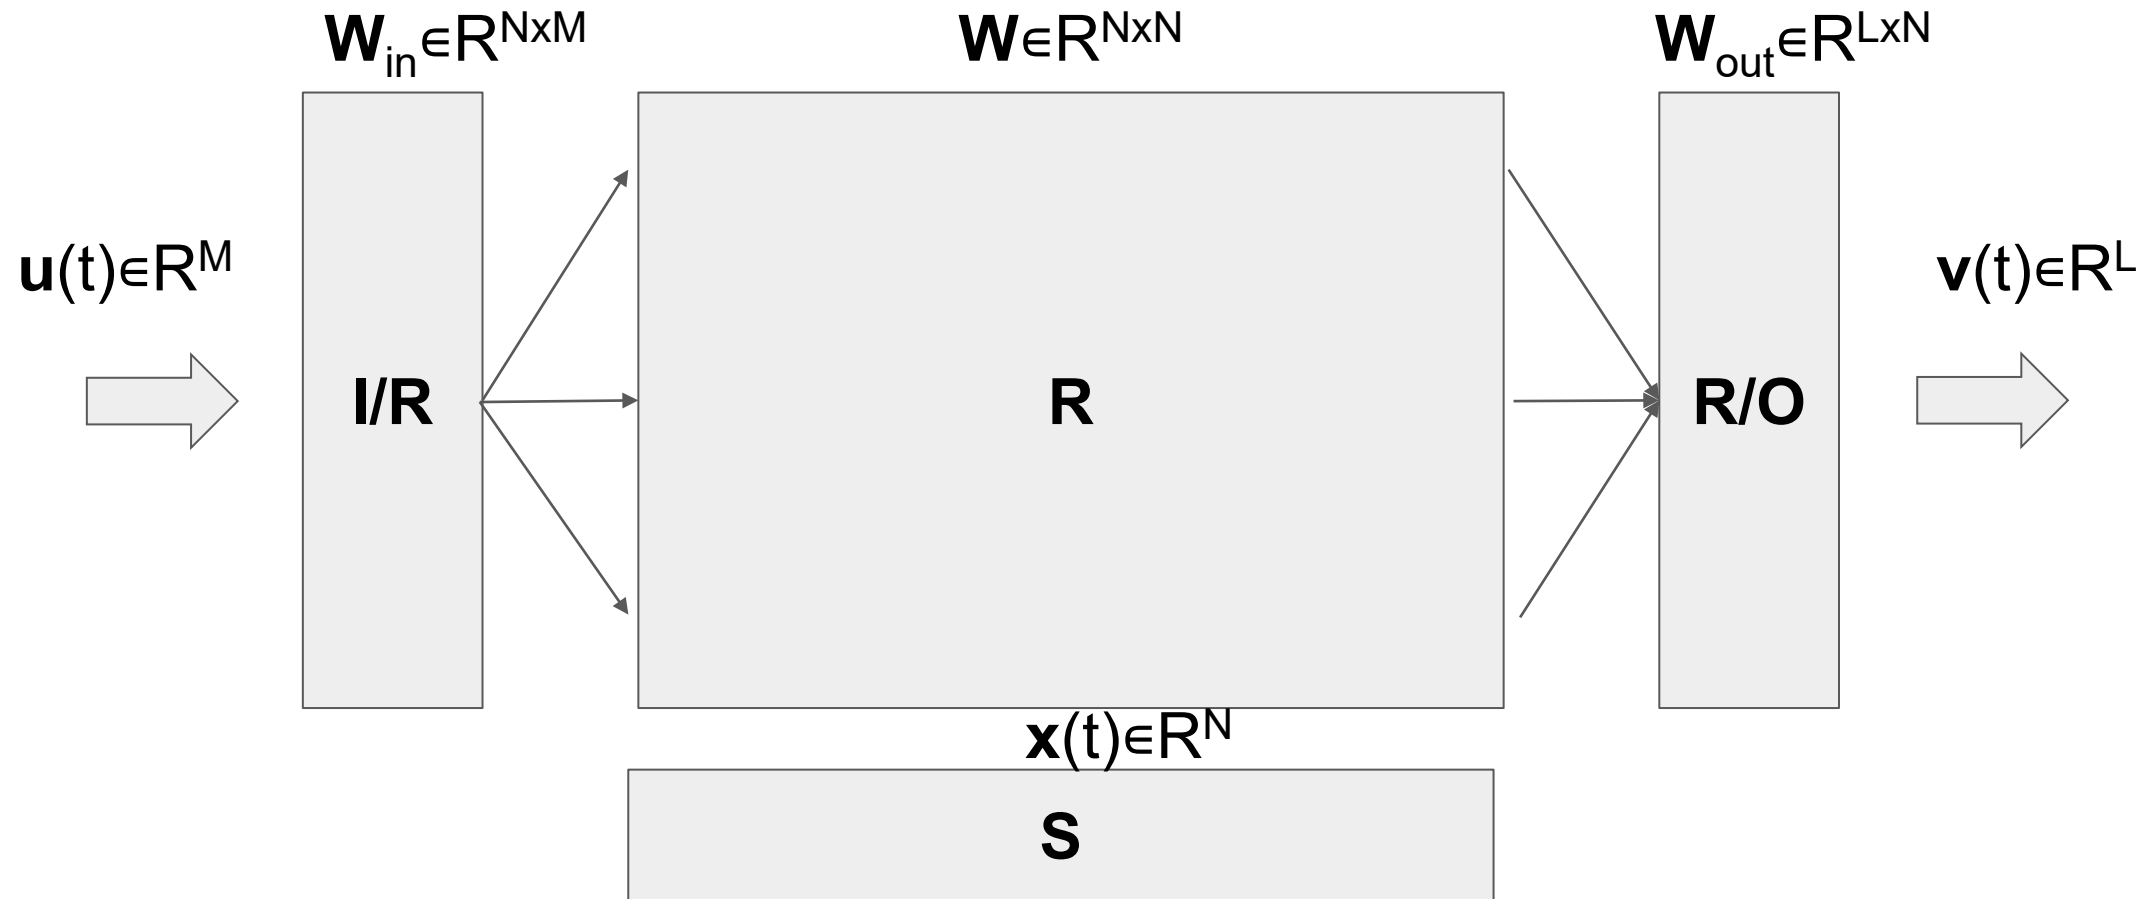 W_in∈R^NxM
W∈R^NxN
W_out∈R^LxN
u(t)∈R^M
v(t)∈R^L
I/R
R
R/O
x(t)∈R^N
S